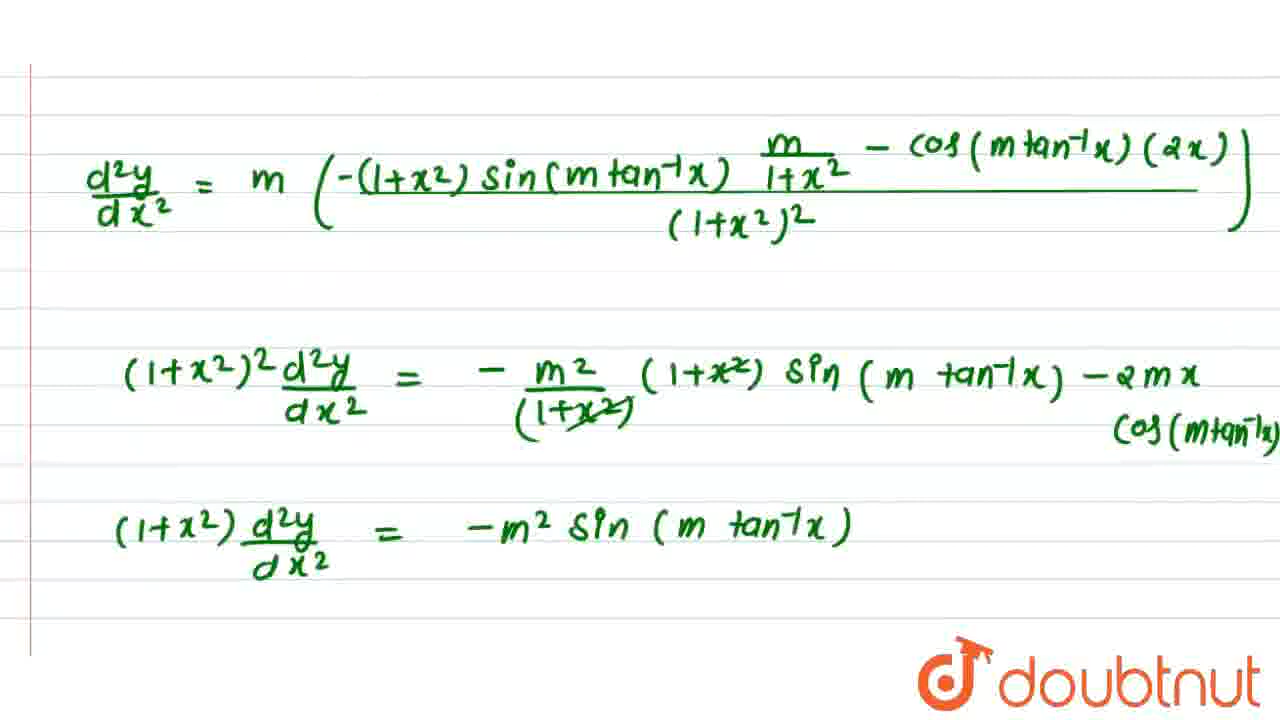 d²y/dx² = m (-(1+x²) sin(m tan⁻¹x) m/(1+x²) - cos(m tan⁻¹x)(2x) / (1+x²)²)
(1+x²)² d²y/dx² = - m²/(1+x²) (1+x²) sin(m tan⁻¹x) - 2mx
cos(m tan⁻¹x)
(1+x²) d²y/dx² = -m² sin(m tan⁻¹x)
doubtnut